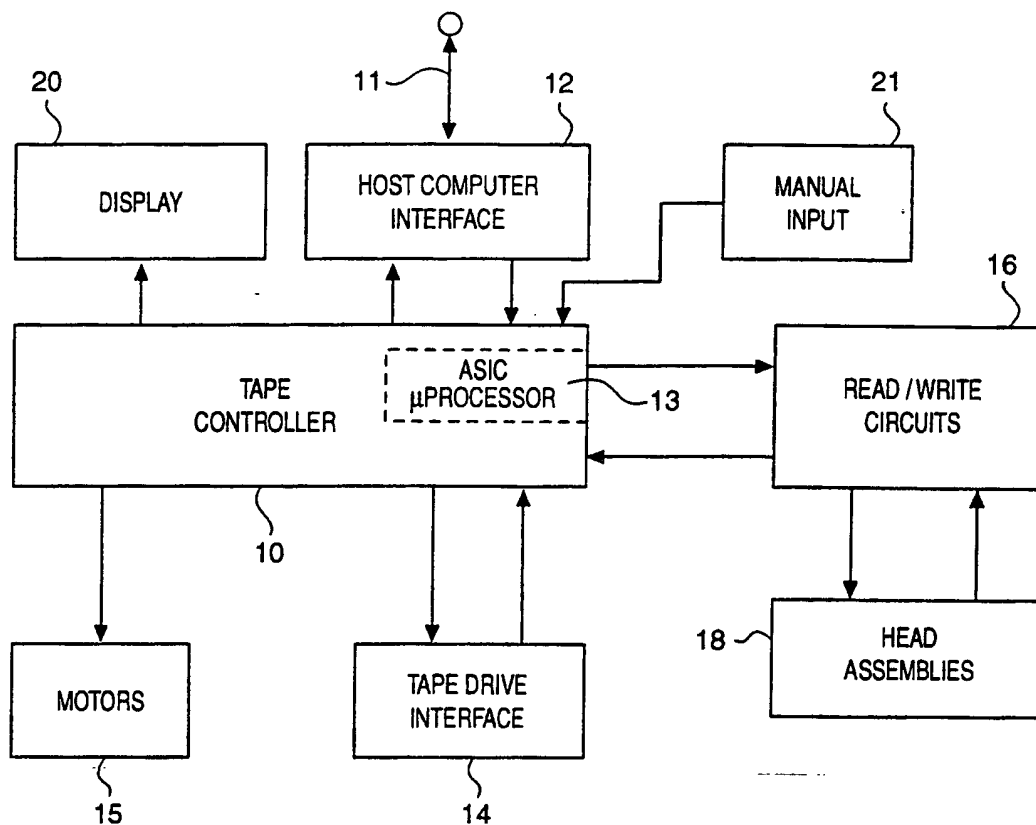 20
11
12
21
DISPLAY
HOST COMPUTER
INTERFACE
MANUAL
INPUT
16
TAPE
CONTROLLER
ASIC
μPROCESSOR
13
READ / WRITE
CIRCUITS
10
18
HEAD
ASSEMBLIES
MOTORS
TAPE DRIVE
INTERFACE
15
14